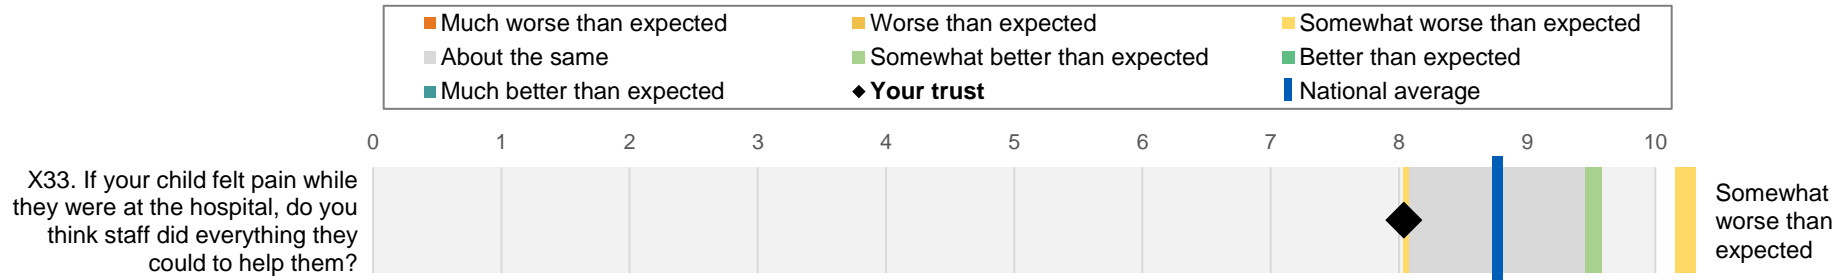 Much worse than expected
Worse than expected
Somewhat worse than expected
About the same
Somewhat better than expected
Better than expected
Much better than expected
Your trust
National average
0 1 2 3 4 5 6 7 8 9 10
X33. If your child felt pain while
they were at the hospital, do you
think staff did everything they
could to help them?
Somewhat
worse than
expected